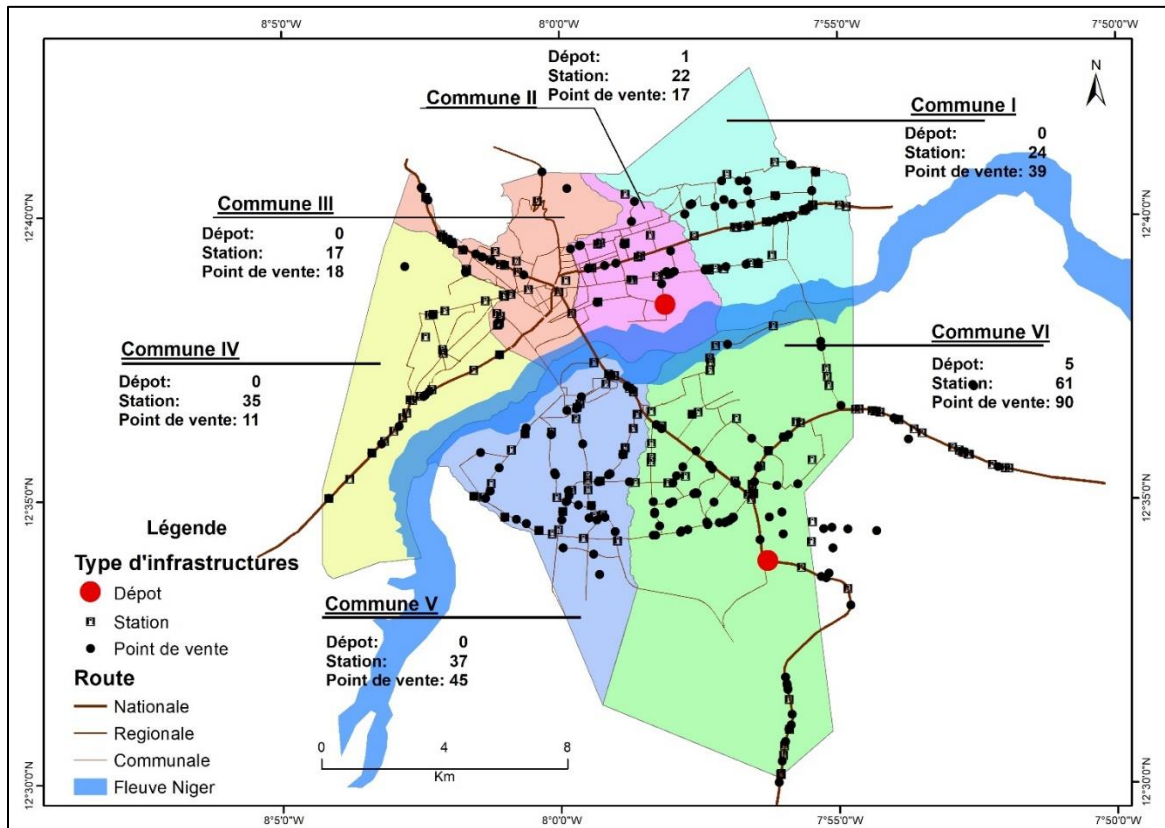 8°5'0"W 8°0'0"W 7°55'0"W 7°50'0"W
N
Dépot: 1
Station: 22
Point de vente: 17
Commune II
Commune I
Dépot: 0
Station: 24
Point de vente: 39
Commune III
Dépot: 0
Station: 17
Point de vente: 18
Commune IV
Dépot: 0
Station: 35
Point de vente: 11
Commune VI
Dépot: 5
Station: 61
Point de vente: 90
Commune V
Dépot: 0
Station: 37
Point de vente: 45
Légende
Type d'infrastructures
Dépot
Station
Point de vente
Route
Nationale
Regionale
Communale
Fleuve Niger
0 4 8
Km
12°40'0"N
12°35'0"N
12°30'0"N
12°40'0"N
12°35'0"N
12°30'0"N
8°5'0"W 8°0'0"W 7°55'0"W 7°50'0"W